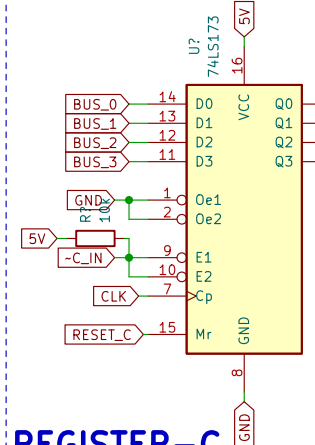 5V
U?
74LS173
16
VCC
BUS_0 14 D0 Q0
BUS_1 13 D1 Q1
BUS_2 12 D2 Q2
BUS_3 11 D3 Q3
GND 1 Oe1
2 Oe2
R?
10k
5V
~C_IN 9 E1
10 E2
CLK 7 Cp
RESET_C 15 Mr
GND
8
GND
REGISTER-C